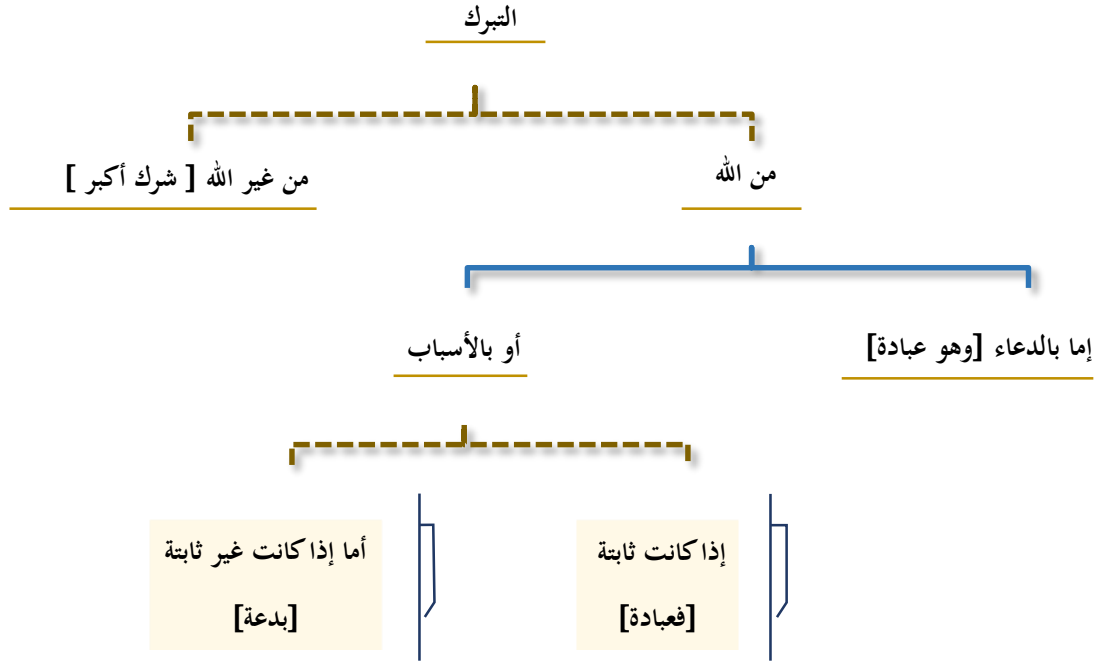 التبرك
من الله
من غير الله [ شرك أكبر ]
إما بالدعاء [وهو عبادة]
أو بالأسباب
إذا كانت ثابتة
[فعبادة]
أما إذا كانت غير ثابتة
[بدعة]